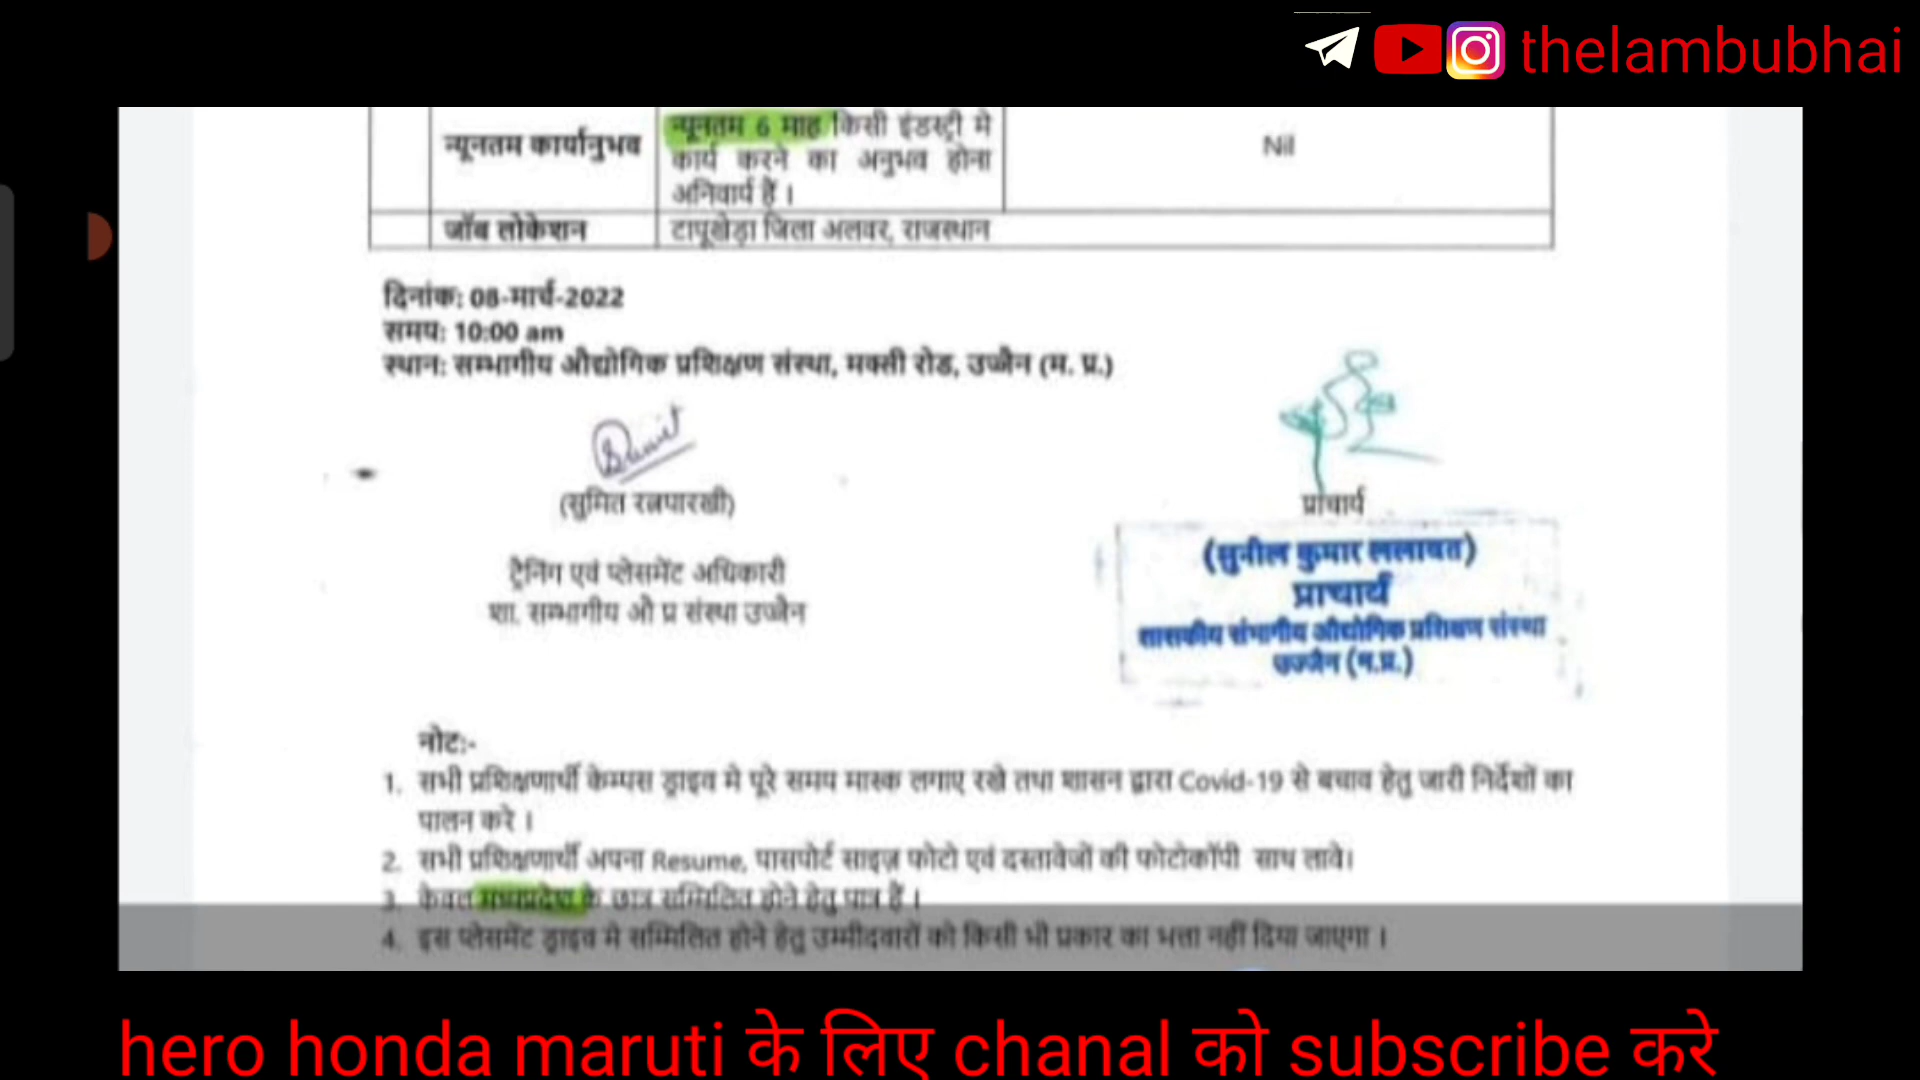 thelambubhai
न्यूनतम कार्यानुभव
न्यूनतम 6 माह किसी इंडस्ट्री मे
कार्य करने का अनुभव होना
अनिवार्य हैं ।
Nil
जॉब लोकेशन
टापूखेड़ा जिला अलवर, राजस्थान
दिनांक: 08-मार्च-2022
समय: 10:00 am
स्थान: सम्भागीय औद्योगिक प्रशिक्षण संस्था, मक्सी रोड, उज्जैन (म. प्र.)
Sumit
(सुमित रत्नपारखी)
ट्रैनिंग एवं प्लेसमेंट अधिकारी
शा. सम्भागीय औ प्र संस्था उज्जैन
प्राचार्य
(सुनील कुमार ललावत)
प्राचार्य
शासकीय संभागीय औद्योगिक प्रशिक्षण संस्था
उज्जैन (म.प्र.)
नोट:-
1. सभी प्रशिक्षणार्थी केम्पस ड्राइव मे पूरे समय मास्क लगाए रखे तथा शासन द्वारा Covid-19 से बचाव हेतु जारी निर्देशों का
पालन करे ।
2. सभी प्रशिक्षणार्थी अपना Resume, पासपोर्ट साइज़ फोटो एवं दस्तावेजों की फोटोकॉपी साथ लावे।
3. केवल मध्यप्रदेश के छात्र सम्मिलित होने हेतु पात्र हैं ।
4. इस प्लेसमेंट ड्राइव मे सम्मिलित होने हेतु उम्मीदवारों को किसी भी प्रकार का भत्ता नहीं दिया जाएगा ।
hero honda maruti के लिए chanal को subscribe करे